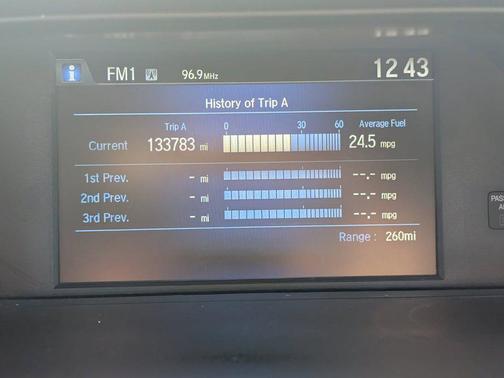 i FM1 96.9MHz 12 43
History of Trip A
Trip A 0 30 60 Average Fuel
Current 133783 mi 24.5 mpg
1st Prev. - mi --.- mpg
2nd Prev. - mi --.- mpg
3rd Prev. - mi --.- mpg
Range : 260mi
PAS